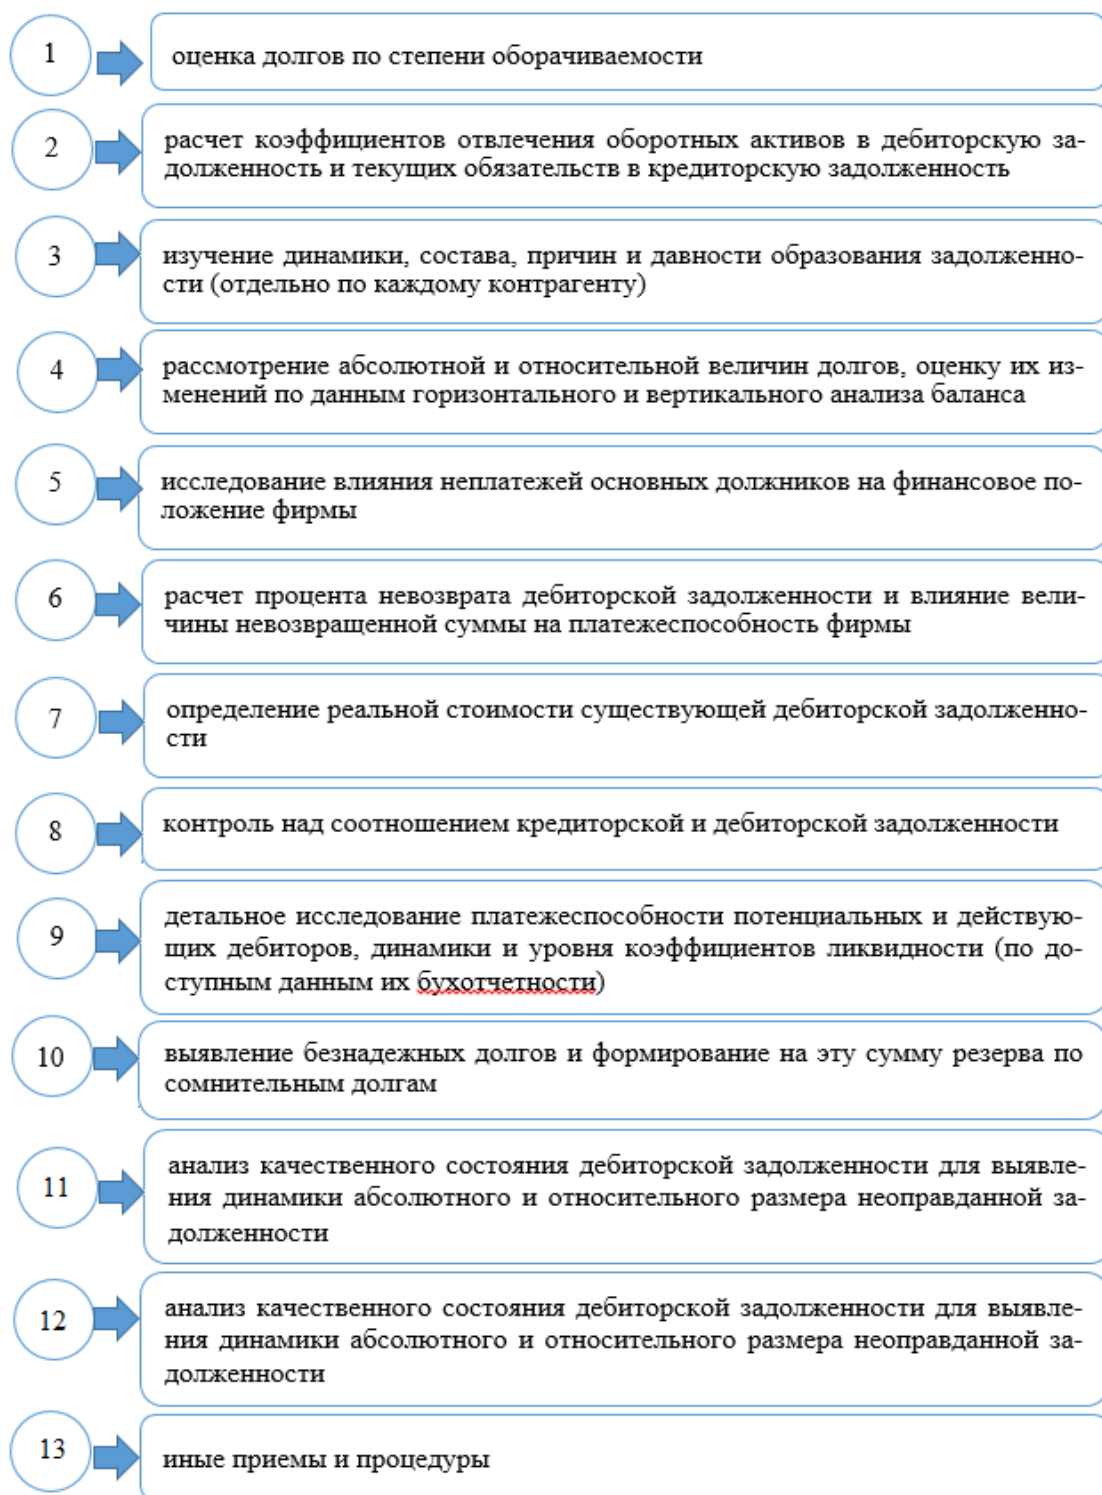 1
оценка долгов по степени оборачиваемости
2
расчет коэффициентов отвлечения оборотных активов в дебиторскую за-
долженность и текущих обязательств в кредиторскую задолженность
3
изучение динамики, состава, причин и давности образования задолженно-
сти (отдельно по каждому контрагенту)
4
рассмотрение абсолютной и относительной величин долгов, оценку их из-
менений по данным горизонтального и вертикального анализа баланса
5
исследование влияния неплатежей основных должников на финансовое по-
ложение фирмы
6
расчет процента невозврата дебиторской задолженности и влияние вели-
чины невозвращенной суммы на платежеспособность фирмы
7
определение реальной стоимости существующей дебиторской задолженно-
сти
8
контроль над соотношением кредиторской и дебиторской задолженности
9
детальное исследование платежеспособности потенциальных и действую-
щих дебиторов, динамики и уровня коэффициентов ликвидности (по до-
ступным данным их бухотчетности)
10
выявление безнадежных долгов и формирование на эту сумму резерва по
сомнительным долгам
11
анализ качественного состояния дебиторской задолженности для выявле-
ния динамики абсолютного и относительного размера неоправданной за-
долженности
12
анализ качественного состояния дебиторской задолженности для выявле-
ния динамики абсолютного и относительного размера неоправданной за-
долженности
13
иные приемы и процедуры